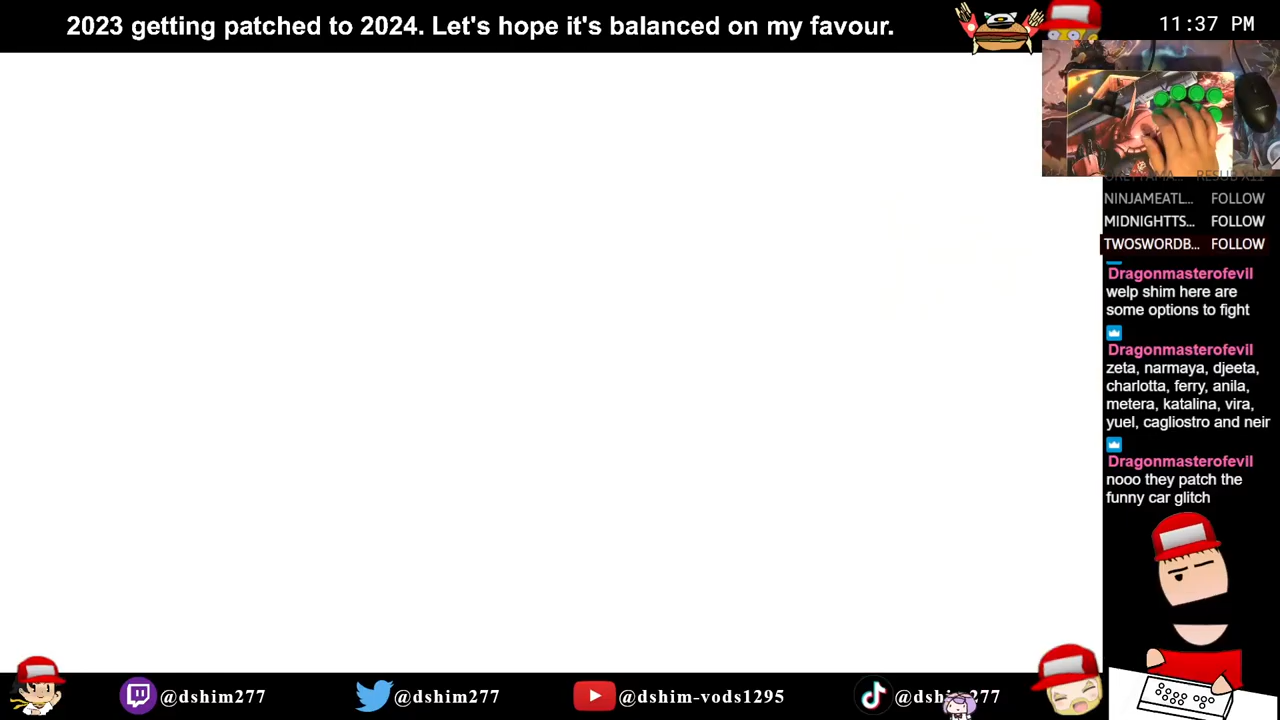 2023 getting patched to 2024. Let's hope it's balanced on my favour.
11:37 PM
RESUB X11
NINJAMEATL... FOLLOW
MIDNIGHTTS... FOLLOW
TWOSWORDB... FOLLOW
Dragonmasterofevil
welp shim here are
some options to fight
Dragonmasterofevil
zeta, narmaya, djeeta,
charlotta, ferry, anila,
metera, katalina, vira,
yuel, cagliostro and neir
Dragonmasterofevil
nooo they patch the
funny car glitch
@dshim277
@dshim277
@dshim-vods1295